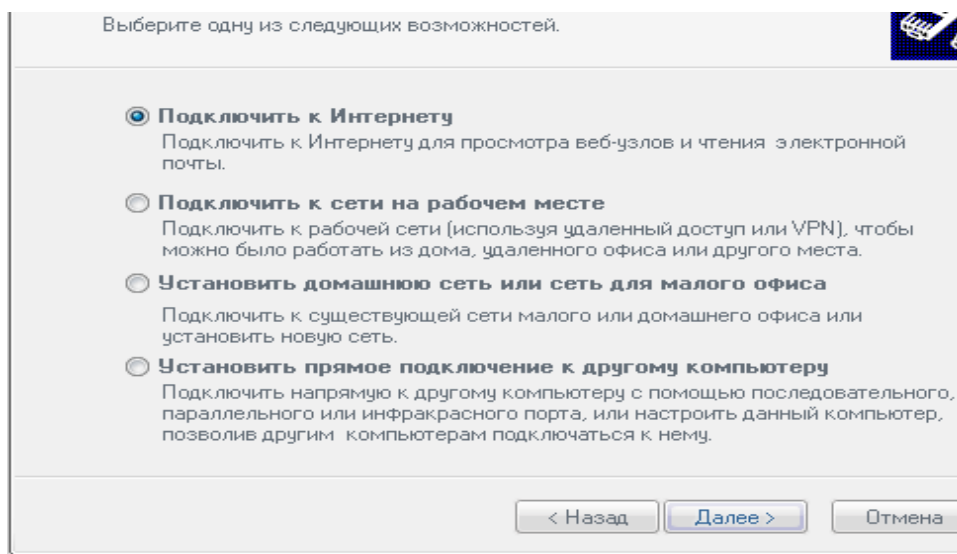 Выберите одну из следующих возможностей.
Подключить к Интернету
Подключить к Интернету для просмотра веб-узлов и чтения электронной
почты.
Подключить к сети на рабочем месте
Подключить к рабочей сети (используя удаленный доступ или VPN), чтобы
можно было работать из дома, удаленного офиса или другого места.
Установить домашнюю сеть или сеть для малого офиса
Подключить к существующей сети малого или домашнего офиса или
установить новую сеть.
Установить прямое подключение к другому компьютеру
Подключить напрямую к другому компьютеру с помощью последовательного,
параллельного или инфракрасного порта, или настроить данный компьютер,
позволив другим компьютерам подключаться к нему.
< Назад Далее > Отмена